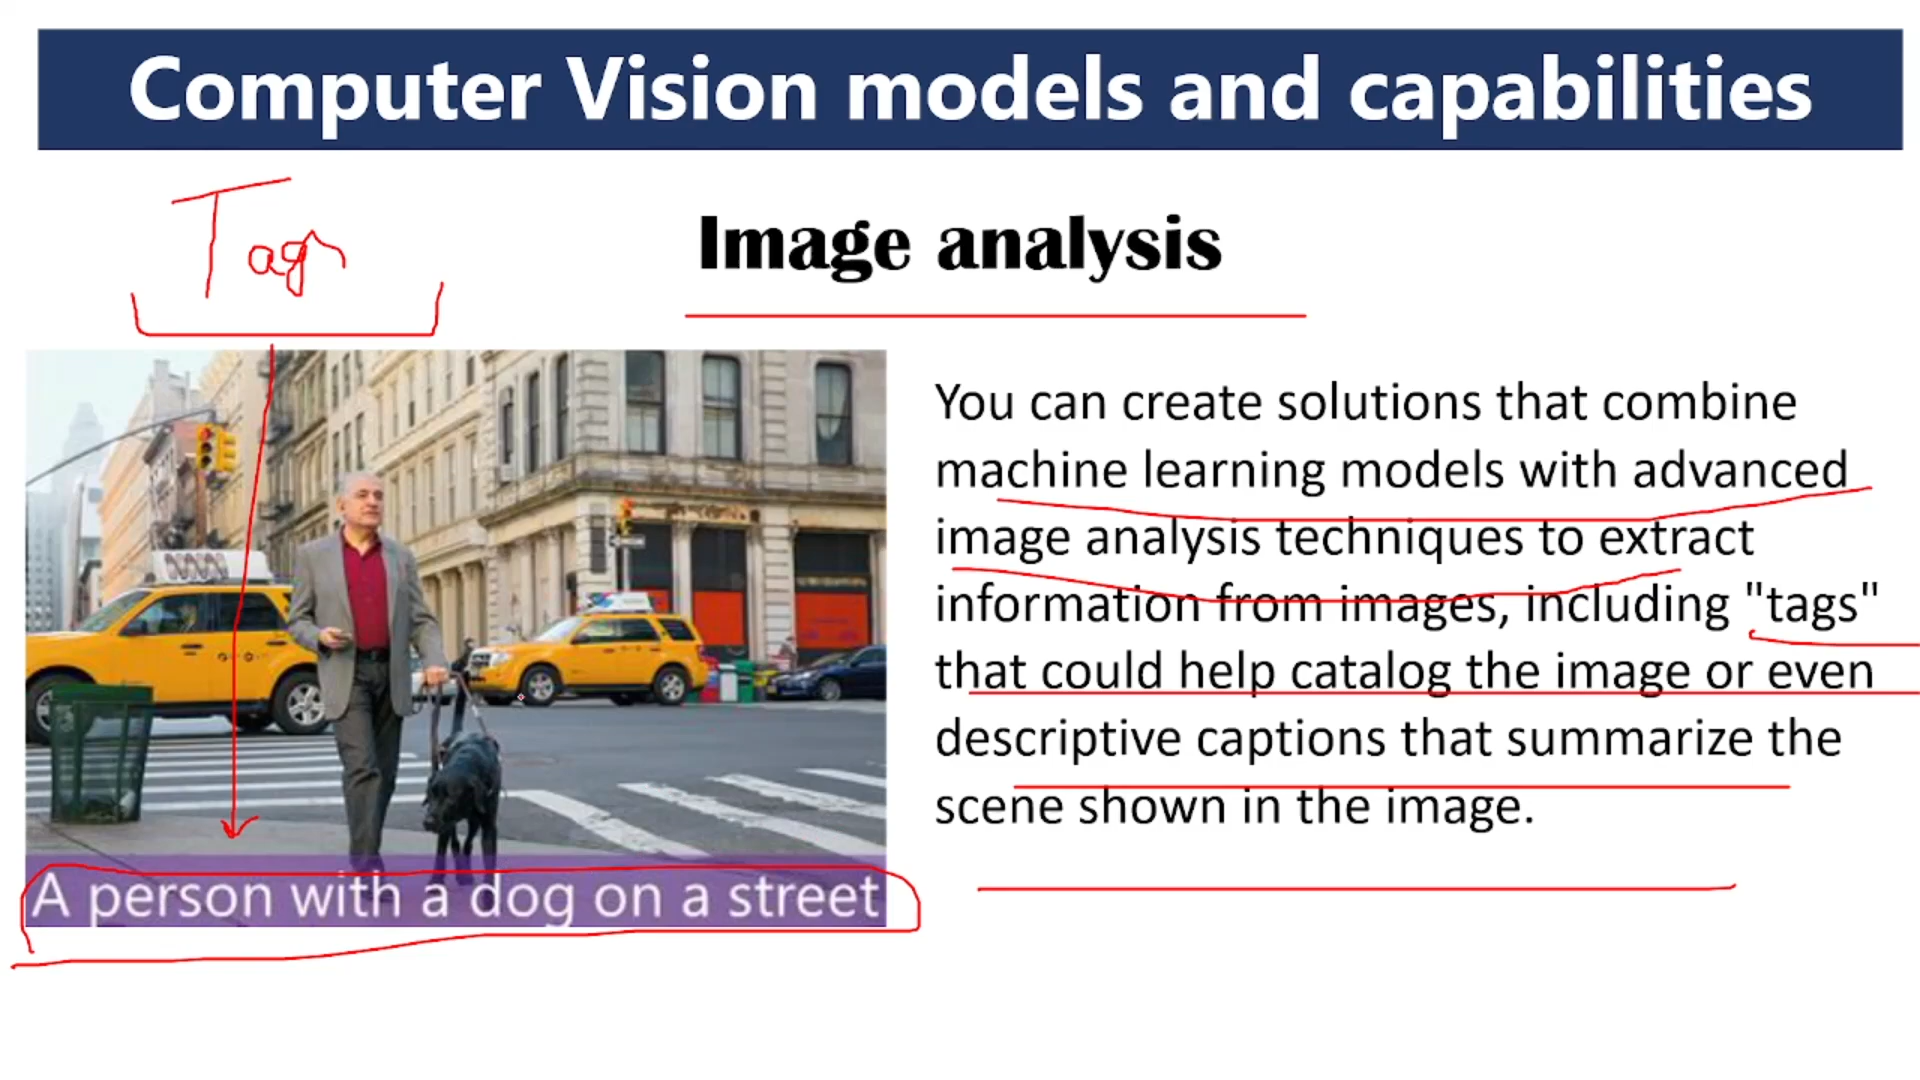 Computer Vision models and capabilities
Tags
Image analysis
You can create solutions that combine
machine learning models with advanced
image analysis techniques to extract
information from images, including "tags"
that could help catalog the image or even
descriptive captions that summarize the
scene shown in the image.
A person with a dog on a street